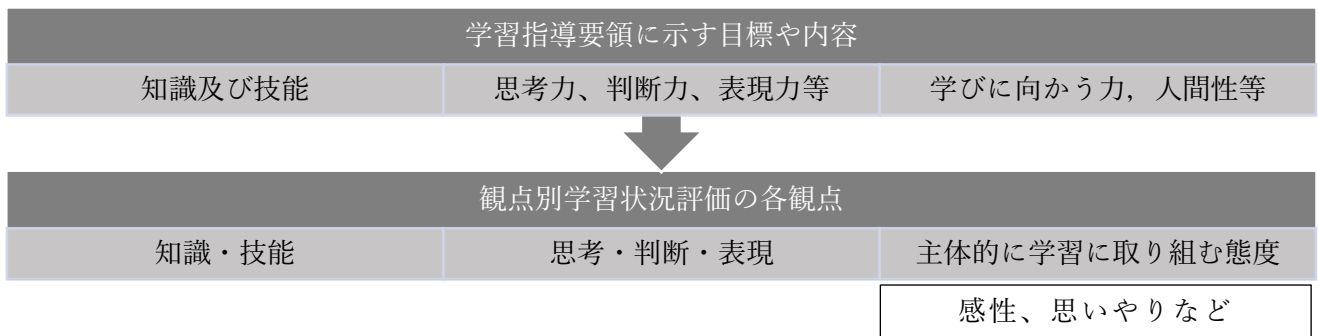 学習指導要領に示す目標や内容
知識及び技能 思考力、判断力、表現力等 学びに向かう力，人間性等
観点別学習状況評価の各観点
知識・技能 思考・判断・表現 主体的に学習に取り組む態度
感性、思いやりなど